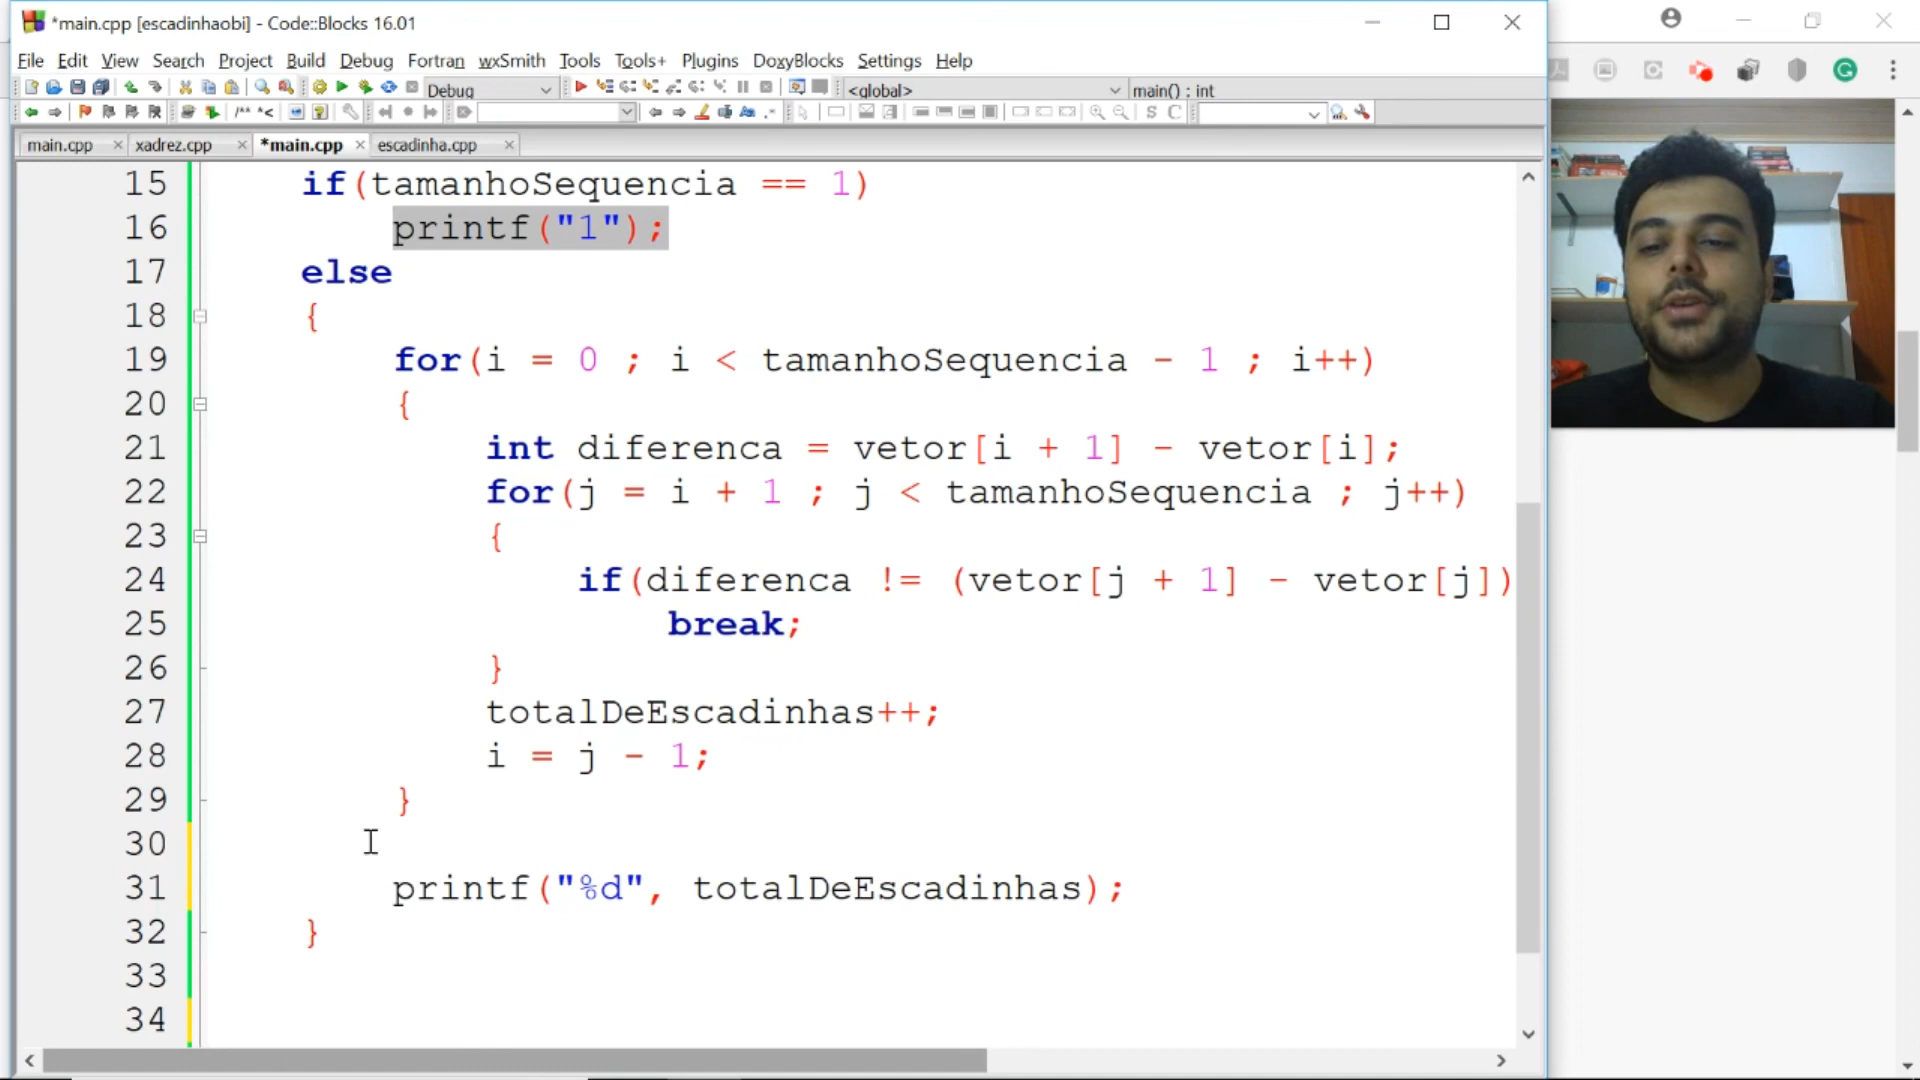 *main.cpp [escadinhaobi] - Code::Blocks 16.01
File Edit View Search Project Build Debug Fortran wxSmith Tools Tools+ Plugins DoxyBlocks Settings Help
Debug <global> main() : int
S C
main.cpp xadrez.cpp *main.cpp escadinha.cpp
15 if(tamanhoSequencia == 1)
16 printf("1");
17 else
18 {
19 for(i = 0 ; i < tamanhoSequencia - 1 ; i++)
20 {
21 int diferenca = vetor[i + 1] - vetor[i];
22 for(j = i + 1 ; j < tamanhoSequencia ; j++)
23 {
24 if(diferenca != (vetor[j + 1] - vetor[j])
25 break;
26 }
27 totalDeEscadinhas++;
28 i = j - 1;
29 }
30
31 printf("%d", totalDeEscadinhas);
32 }
33
34